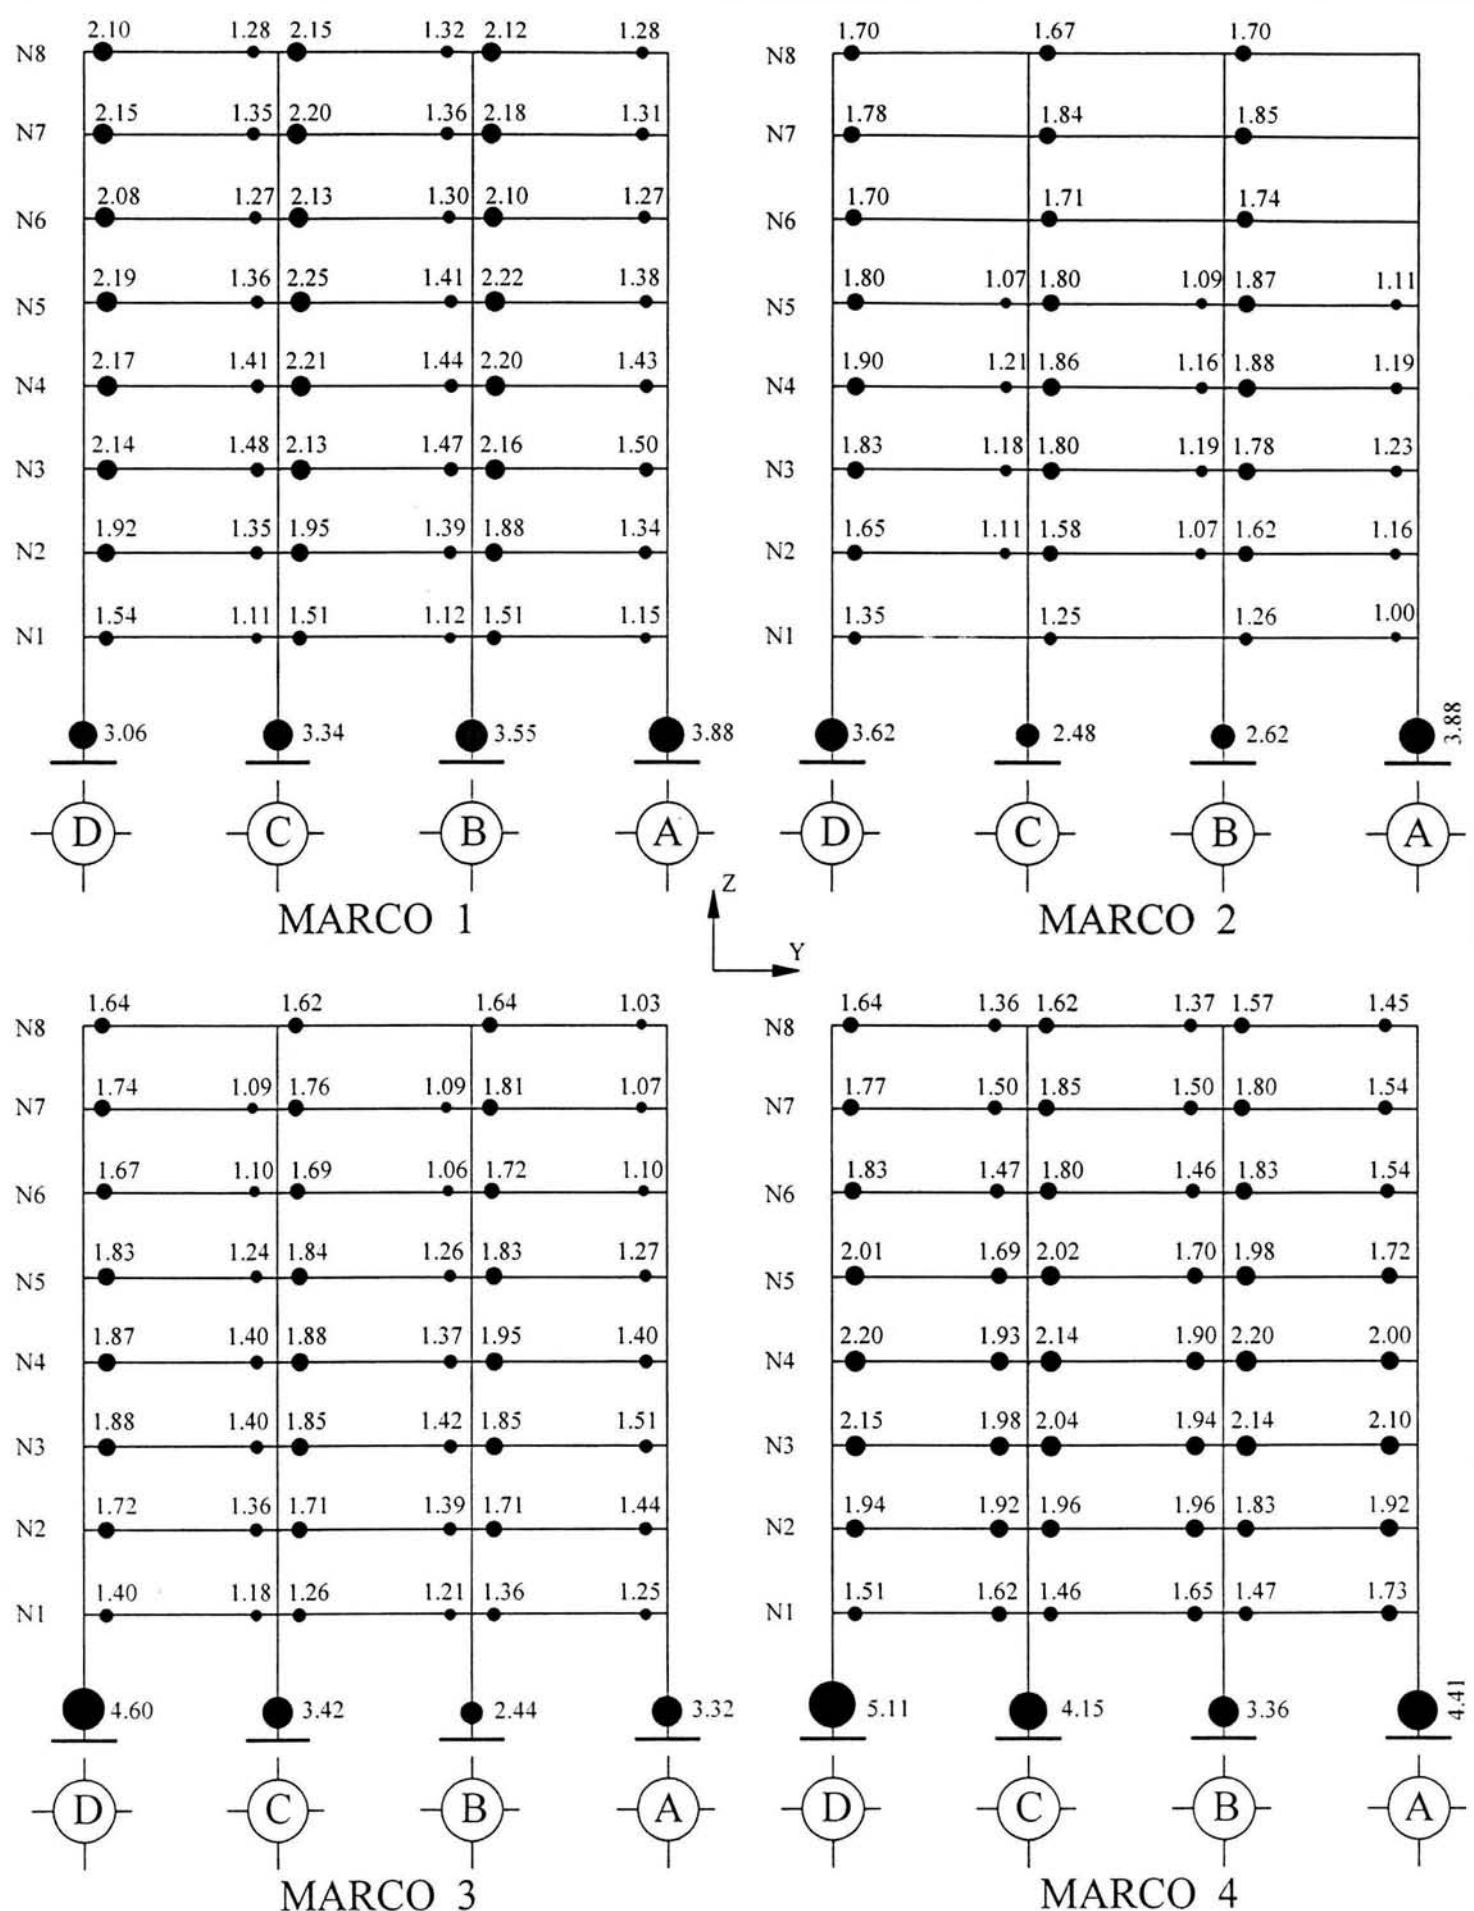 2.10 1.28 2.15 1.32 2.12 1.28
N8
2.15 1.35 2.20 1.36 2.18 1.31
N7
2.08 1.27 2.13 1.30 2.10 1.27
N6
2.19 1.36 2.25 1.41 2.22 1.38
N5
2.17 1.41 2.21 1.44 2.20 1.43
N4
2.14 1.48 2.13 1.47 2.16 1.50
N3
1.92 1.35 1.95 1.39 1.88 1.34
N2
1.54 1.11 1.51 1.12 1.51 1.15
N1
3.06 3.34 3.55 3.88
D C B A
MARCO 1
1.70 1.67 1.70
N8
1.78 1.84 1.85
N7
1.70 1.71 1.74
N6
1.80 1.07 1.80 1.09 1.87 1.11
N5
1.90 1.21 1.86 1.16 1.88 1.19
N4
1.83 1.18 1.80 1.19 1.78 1.23
N3
1.65 1.11 1.58 1.07 1.62 1.16
N2
1.35 1.25 1.26 1.00
N1
3.62 2.48 2.62 3.88
D C B A
MARCO 2
Z
Y
1.64 1.62 1.64 1.03
N8
1.74 1.09 1.76 1.09 1.81 1.07
N7
1.67 1.10 1.69 1.06 1.72 1.10
N6
1.83 1.24 1.84 1.26 1.83 1.27
N5
1.87 1.40 1.88 1.37 1.95 1.40
N4
1.88 1.40 1.85 1.42 1.85 1.51
N3
1.72 1.36 1.71 1.39 1.71 1.44
N2
1.40 1.18 1.26 1.21 1.36 1.25
N1
4.60 3.42 2.44 3.32
D C B A
MARCO 3
1.64 1.36 1.62 1.37 1.57 1.45
N8
1.77 1.50 1.85 1.50 1.80 1.54
N7
1.83 1.47 1.80 1.46 1.83 1.54
N6
2.01 1.69 2.02 1.70 1.98 1.72
N5
2.20 1.93 2.14 1.90 2.20 2.00
N4
2.15 1.98 2.04 1.94 2.14 2.10
N3
1.94 1.92 1.96 1.96 1.83 1.92
N2
1.51 1.62 1.46 1.65 1.47 1.73
N1
5.11 4.15 3.36 4.41
D C B A
MARCO 4